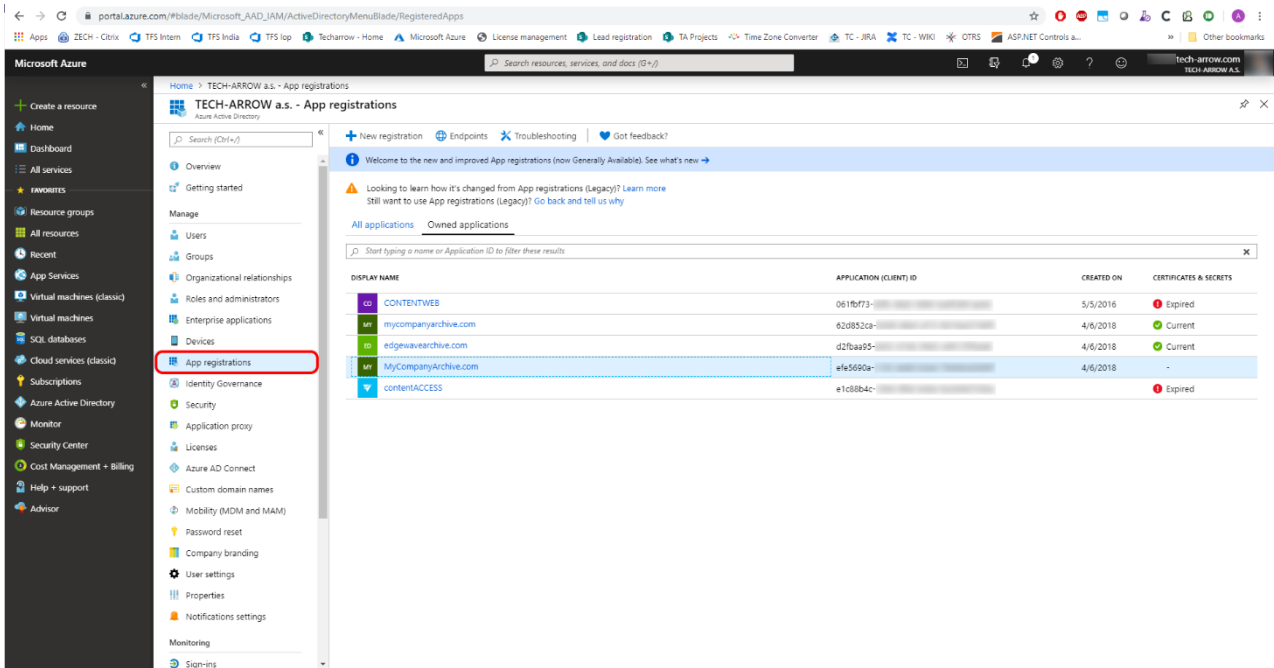 portal.azure.com/#blade/Microsoft_AAD_IAM/ActiveDirectoryMenuBlade/RegisteredApps
Apps ZECH - Citrix TFS Intern TFS India TFS Iop Techarrow - Home Microsoft Azure License management Lead registration TA Projects Time Zone Converter TC - JIRA TC - WIKI OTRS ASP.NET Controls a... » Other bookmarks
Microsoft Azure
Search resources, services, and docs (G+/)
tech-arrow.com
TECH-ARROW A.S.
Create a resource
Home
Dashboard
All services
FAVORITES
Resource groups
All resources
Recent
App Services
Virtual machines (classic)
Virtual machines
SQL databases
Cloud services (classic)
Subscriptions
Azure Active Directory
Monitor
Security Center
Cost Management + Billing
Help + support
Advisor
Home > TECH-ARROW a.s. - App registrations
TECH-ARROW a.s. - App registrations
Azure Active Directory
Search (Ctrl+/)
Overview
Getting started
Manage
Users
Groups
Organizational relationships
Roles and administrators
Enterprise applications
Devices
App registrations
Identity Governance
Security
Application proxy
Licenses
Azure AD Connect
Custom domain names
Mobility (MDM and MAM)
Password reset
Company branding
User settings
Properties
Notifications settings
Monitoring
Sign-ins
New registration Endpoints Troubleshooting Got feedback?
Welcome to the new and improved App registrations (now Generally Available). See what's new →
Looking to learn how it's changed from App registrations (Legacy)? Learn more
Still want to use App registrations (Legacy)? Go back and tell us why
All applications Owned applications
Start typing a name or Application ID to filter these results
DISPLAY NAME APPLICATION (CLIENT) ID CREATED ON CERTIFICATES & SECRETS
CO CONTENTWEB 061fbf73- 5/5/2016 Expired
MY mycompanyarchive.com 62d852ca- 4/6/2018 Current
ED edgewavearchive.com d2fbaa95- 4/6/2018 Current
MY MyCompanyArchive.com efe5690a- 4/6/2018 -
contentACCESS e1c88b4c- Expired